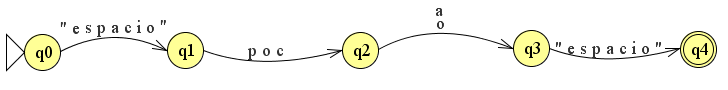 q0
"espacio"
q1
poc
q2
a
o
q3
"espacio"
q4